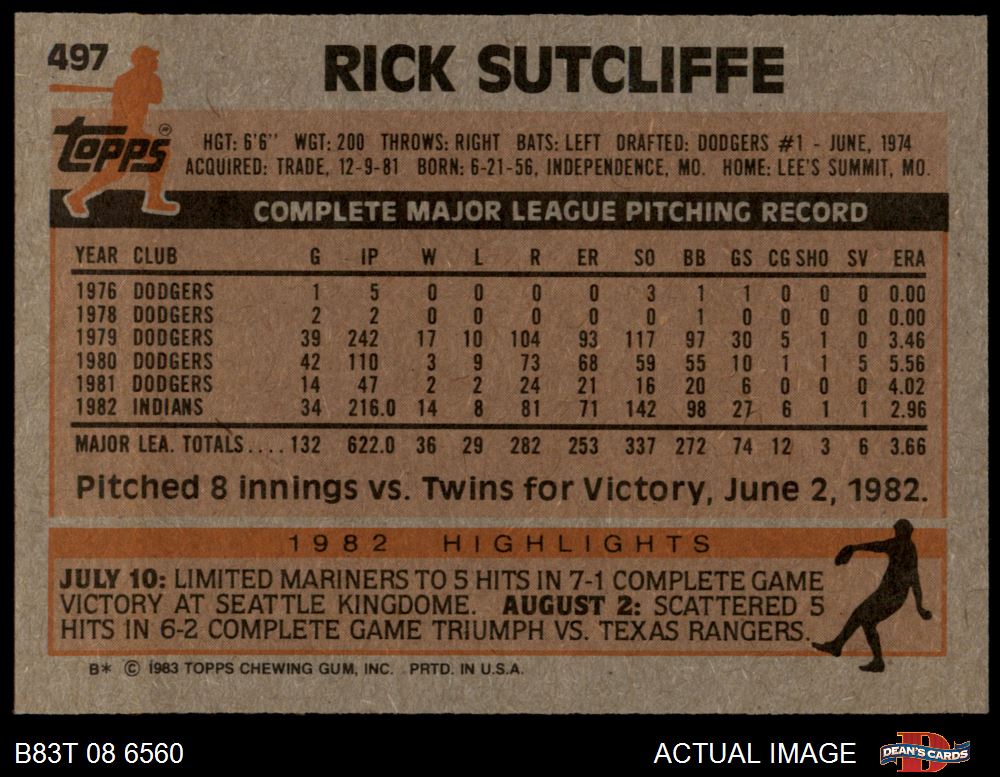 497
RICK SUTCLIFFE
topps®
HGT: 6'6" WGT: 200 THROWS: RIGHT BATS: LEFT DRAFTED: DODGERS #1 - JUNE, 1974
ACQUIRED: TRADE, 12-9-81 BORN: 6-21-56, INDEPENDENCE, MO. HOME: LEE'S SUMMIT, MO.
COMPLETE MAJOR LEAGUE PITCHING RECORD
YEAR CLUB G IP W L R ER SO BB GS CG SHO SV ERA
1976 DODGERS 1 5 0 0 0 0 3 1 1 0 0 0 0.00
1978 DODGERS 2 2 0 0 0 0 0 1 0 0 0 0 0.00
1979 DODGERS 39 242 17 10 104 93 117 97 30 5 1 0 3.46
1980 DODGERS 42 110 3 9 73 68 59 55 10 1 1 5 5.56
1981 DODGERS 14 47 2 2 24 21 16 20 6 0 0 0 4.02
1982 INDIANS 34 216.0 14 8 81 71 142 98 27 6 1 1 2.96
MAJOR LEA. TOTALS.... 132 622.0 36 29 282 253 337 272 74 12 3 6 3.66
Pitched 8 innings vs. Twins for Victory, June 2, 1982.
1982 HIGHLIGHTS
JULY 10: LIMITED MARINERS TO 5 HITS IN 7-1 COMPLETE GAME
VICTORY AT SEATTLE KINGDOME. AUGUST 2: SCATTERED 5
HITS IN 6-2 COMPLETE GAME TRIUMPH VS. TEXAS RANGERS.
B* © 1983 TOPPS CHEWING GUM, INC. PRTD. IN U.S.A.
B83T 08 6560 ACTUAL IMAGE DEAN'S CARDS